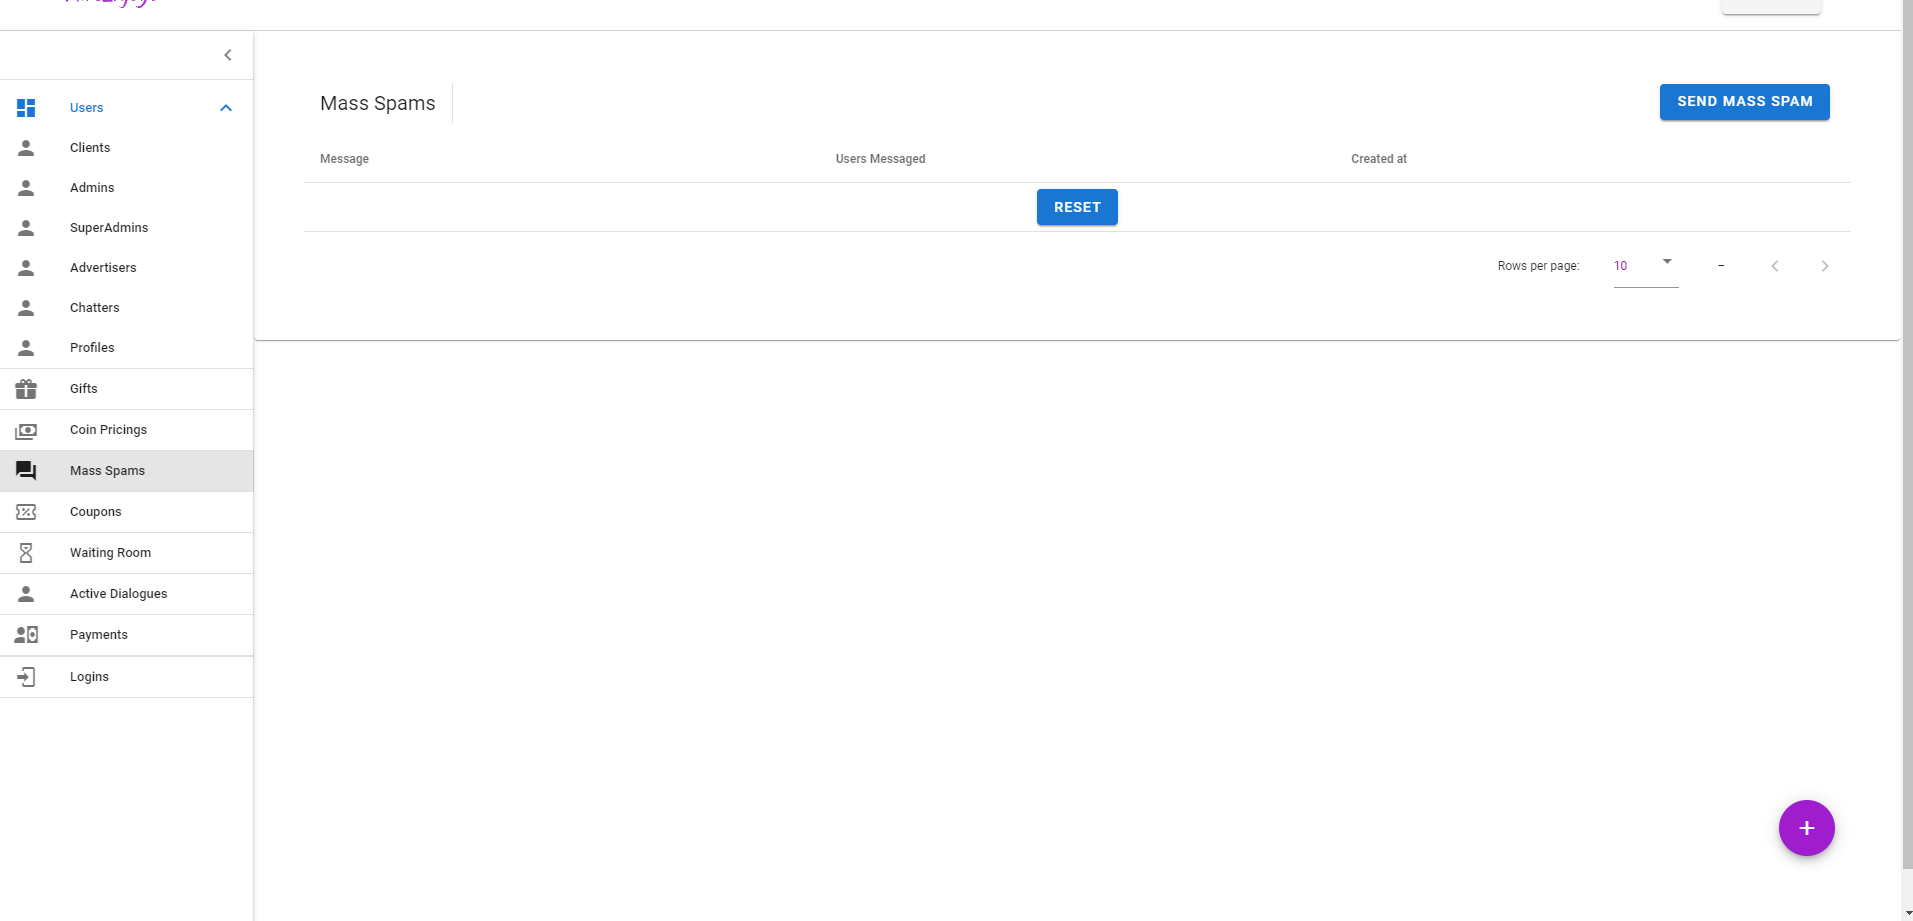 Users
Clients
Admins
SuperAdmins
Advertisers
Chatters
Profiles
Gifts
Coin Pricings
Mass Spams
Coupons
Waiting Room
Active Dialogues
Payments
Logins
Mass Spams
SEND MASS SPAM
Message Users Messaged Created at
RESET
Rows per page: 10 –
+